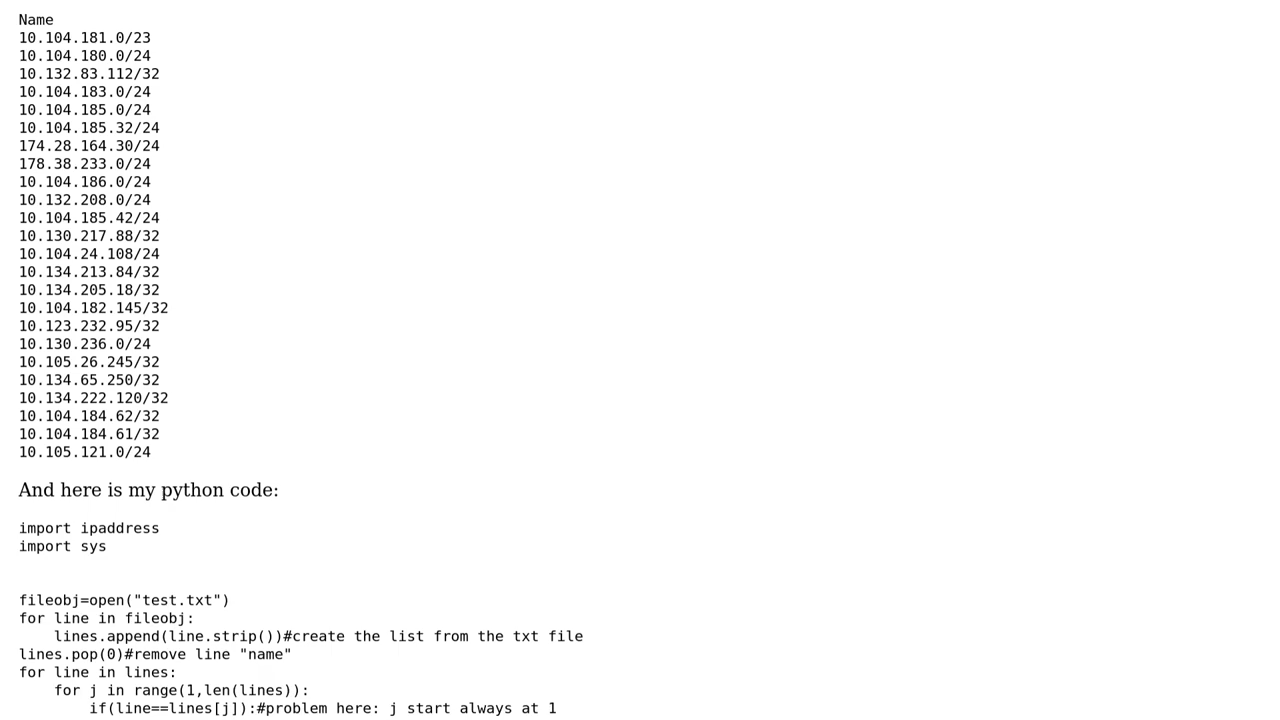 Name
10.104.181.0/23
10.104.180.0/24
10.132.83.112/32
10.104.183.0/24
10.104.185.0/24
10.104.185.32/24
174.28.164.30/24
178.38.233.0/24
10.104.186.0/24
10.132.208.0/24
10.104.185.42/24
10.130.217.88/32
10.104.24.108/24
10.134.213.84/32
10.134.205.18/32
10.104.182.145/32
10.123.232.95/32
10.130.236.0/24
10.105.26.245/32
10.134.65.250/32
10.134.222.120/32
10.104.184.62/32
10.104.184.61/32
10.105.121.0/24
And here is my python code:
import ipaddress
import sys
fileobj=open("test.txt")
for line in fileobj:
    lines.append(line.strip())#create the list from the txt file
lines.pop(0)#remove line "name"
for line in lines:
    for j in range(1,len(lines)):
        if(line==lines[j]):#problem here: j start always at 1